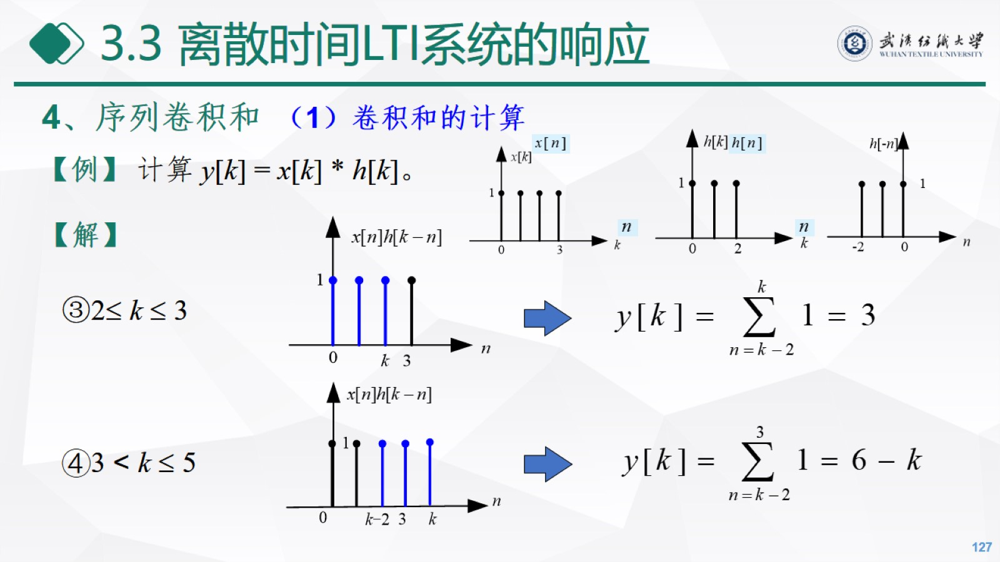 3.3 离散时间LTI系统的响应
武汉纺织大学
WUHAN TEXTILE UNIVERSITY
4、序列卷积和 （1）卷积和的计算
【例】 计算 y[k] = x[k] * h[k]。
x[n]
x[k]
1
0 3
n
k
h[k] h[n]
1
0 2
n
k
h[-n]
1
-2 0
n
【解】
x[n]h[k − n]
1
0 k 3
n
③2≤ k ≤ 3
y[k] = \sum_{n=k−2}^{k} 1 = 3
x[n]h[k − n]
1
0 k−2 3 k
n
④3 < k ≤ 5
y[k] = \sum_{n=k−2}^{3} 1 = 6 − k
127